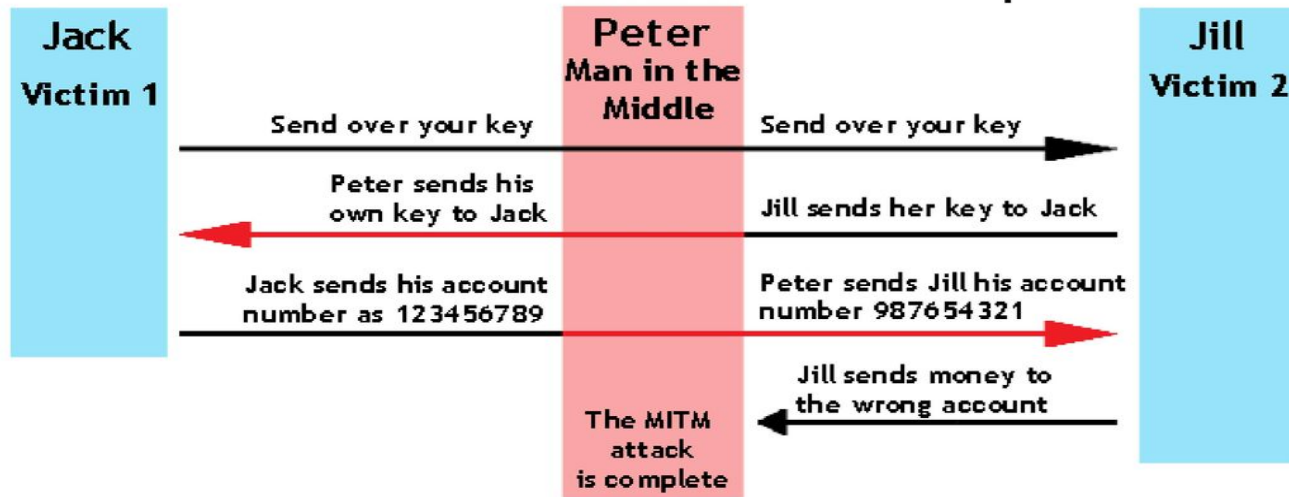 Jack
Victim 1
Peter
Man in the
Middle
Jill
Victim 2
Send over your key
Send over your key
Peter sends his
own key to Jack
Jill sends her key to Jack
Jack sends his account
number as 123456789
Peter sends Jill his account
number 987654321
Jill sends money to
the wrong account
The MITM
attack
is complete